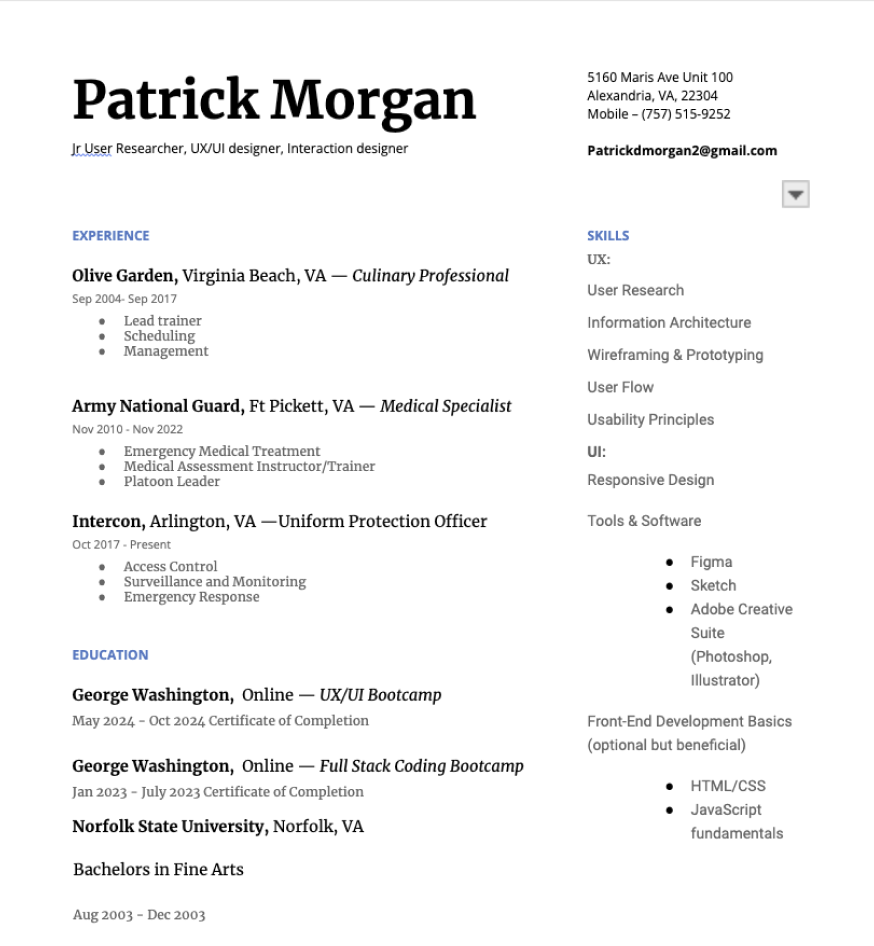 Patrick Morgan
Jr User Researcher, UX/UI designer, Interaction designer
5160 Maris Ave Unit 100
Alexandria, VA, 22304
Mobile – (757) 515-9252
Patrickdmorgan2@gmail.com
EXPERIENCE
Olive Garden, Virginia Beach, VA — Culinary Professional
Sep 2004- Sep 2017
● Lead trainer
● Scheduling
● Management
Army National Guard, Ft Pickett, VA — Medical Specialist
Nov 2010 - Nov 2022
● Emergency Medical Treatment
● Medical Assessment Instructor/Trainer
● Platoon Leader
Intercon, Arlington, VA —Uniform Protection Officer
Oct 2017 - Present
● Access Control
● Surveillance and Monitoring
● Emergency Response
EDUCATION
George Washington, Online — UX/UI Bootcamp
May 2024 - Oct 2024 Certificate of Completion
George Washington, Online — Full Stack Coding Bootcamp
Jan 2023 - July 2023 Certificate of Completion
Norfolk State University, Norfolk, VA
Bachelors in Fine Arts
Aug 2003 - Dec 2003
SKILLS
UX:
User Research
Information Architecture
Wireframing & Prototyping
User Flow
Usability Principles
UI:
Responsive Design
Tools & Software
● Figma
● Sketch
● Adobe Creative
Suite
(Photoshop,
Illustrator)
Front-End Development Basics
(optional but beneficial)
● HTML/CSS
● JavaScript
fundamentals